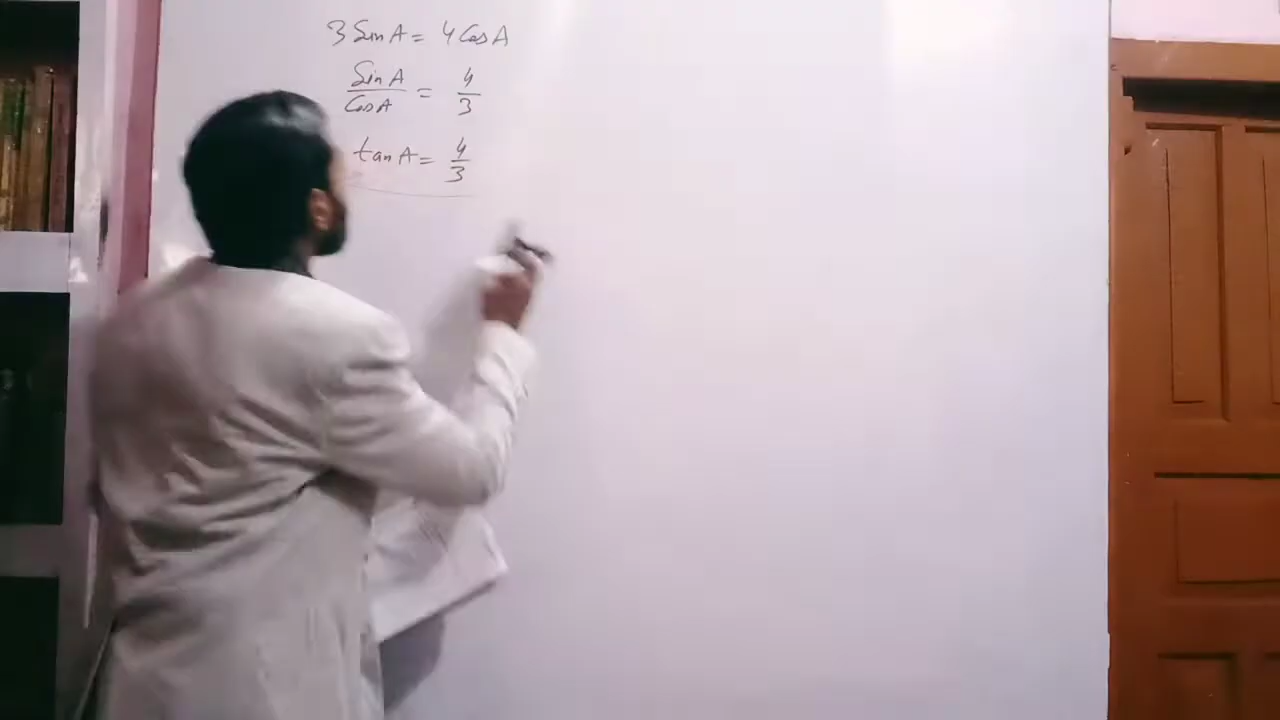 3 Sin A = 4 Cos A
Sin A / Cos A = 4/3
tan A = 4/3